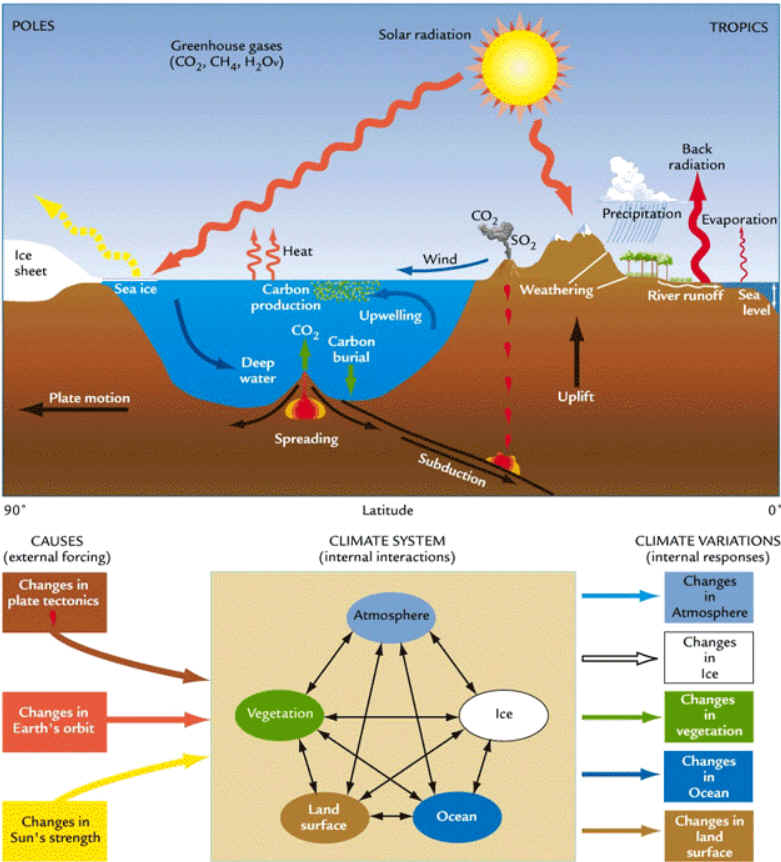 POLES
TROPICS
Greenhouse gases
(CO₂, CH₄, H₂Oᵥ)
Solar radiation
Back
radiation
Precipitation
Evaporation
CO₂
SO₂
Ice
sheet
Heat
Wind
Sea ice
Carbon
production
Upwelling
Weathering
River runoff
Sea
level
CO₂
Carbon
burial
Deep
water
Plate motion
Spreading
Uplift
Subduction
90°
Latitude
0°
CAUSES
(external forcing)
CLIMATE SYSTEM
(internal interactions)
CLIMATE VARIATIONS
(internal responses)
Changes in
plate tectonics
Changes in
Earth's orbit
Changes in
Sun's strength
Atmosphere
Vegetation
Ice
Land
surface
Ocean
Changes
in
Atmosphere
Changes
in
Ice
Changes
in
vegetation
Changes
in
Ocean
Changes in
land
surface